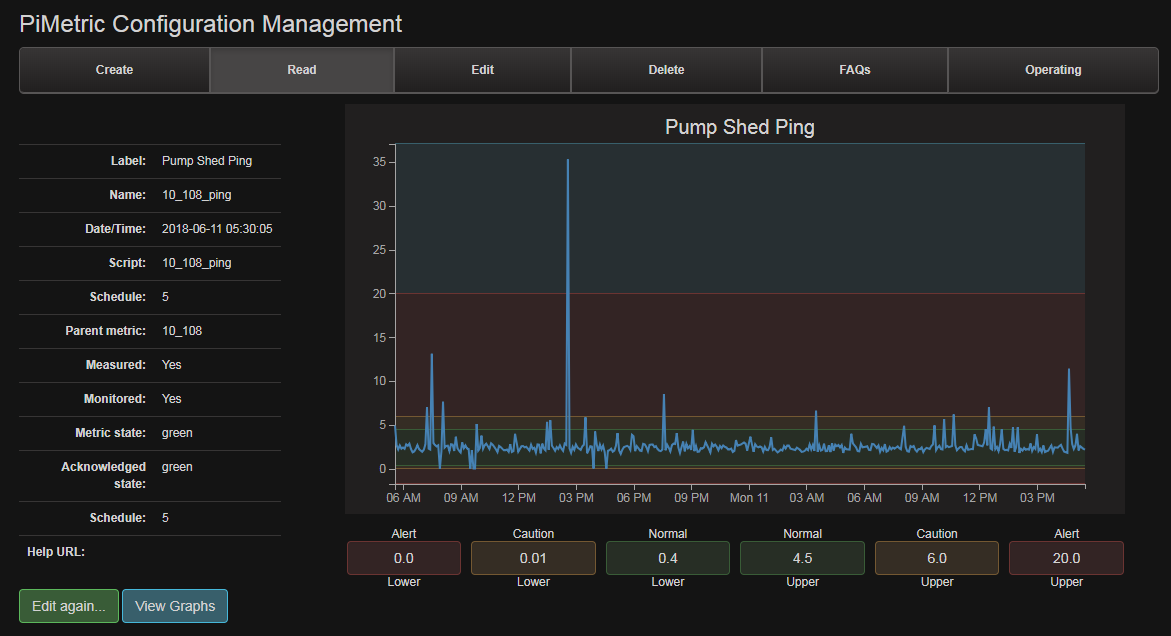 PiMetric Configuration Management
Create Read Edit Delete FAQs Operating
Label: Pump Shed Ping
Name: 10_108_ping
Date/Time: 2018-06-11 05:30:05
Script: 10_108_ping
Schedule: 5
Parent metric: 10_108
Measured: Yes
Monitored: Yes
Metric state: green
Acknowledged green
state:
Schedule: 5
Help URL:
Edit again... View Graphs
Pump Shed Ping
35
30
25
20
15
10
5
0
06 AM 09 AM 12 PM 03 PM 06 PM 09 PM Mon 11 03 AM 06 AM 09 AM 12 PM 03 PM
Alert Caution Normal Normal Caution Alert
0.0 0.01 0.4 4.5 6.0 20.0
Lower Lower Lower Upper Upper Upper